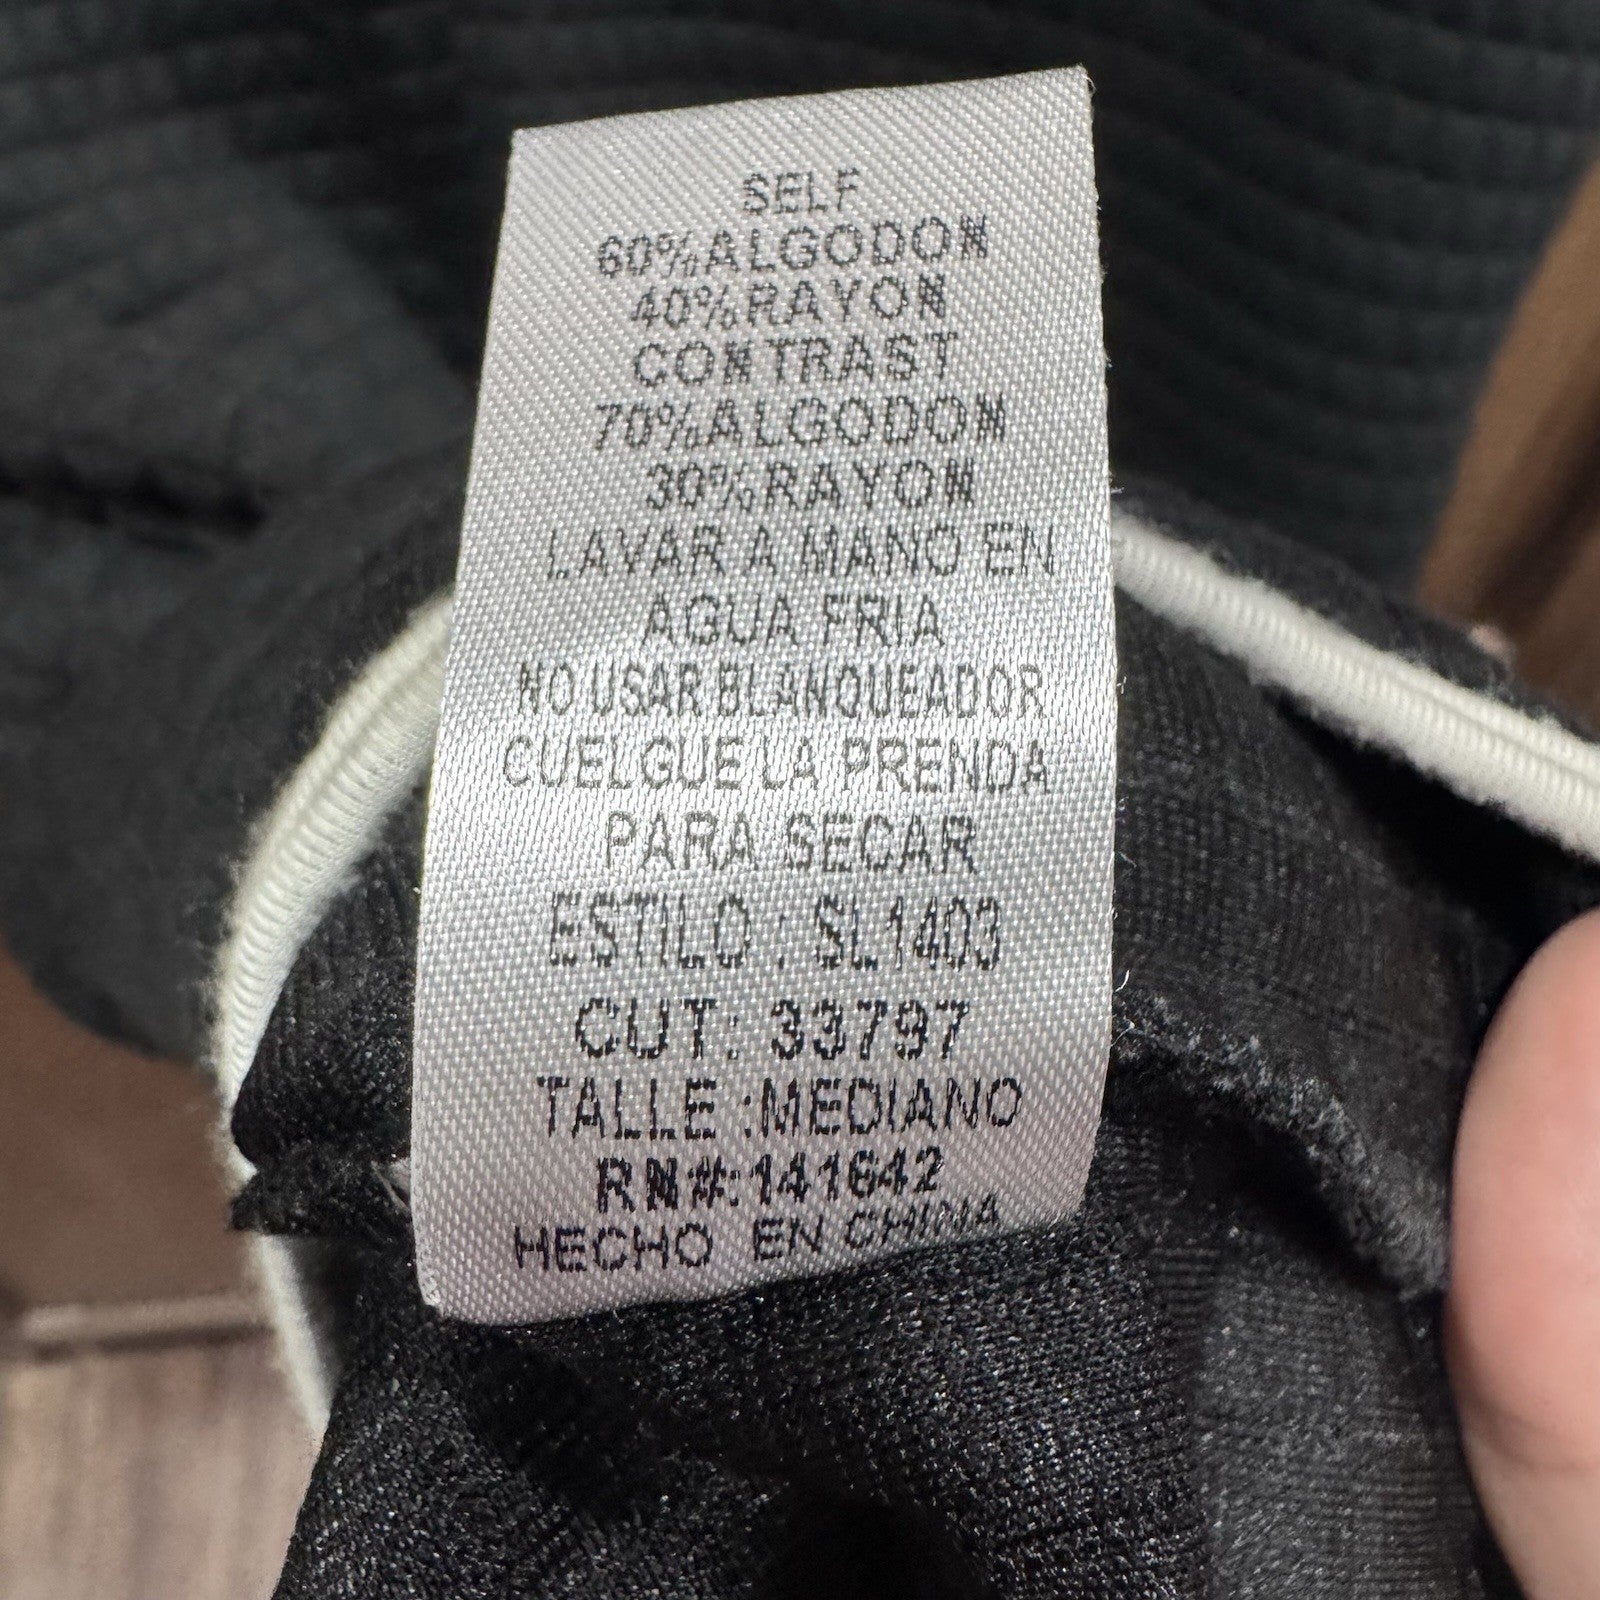 SELF
60%ALGODON
40%RAYON
CONTRAST
70%ALGODON
30%RAYON
LAVAR A MANO EN
AGUA FRIA
NO USAR BLANQUEADOR
CUELGUE LA PRENDA
PARA SECAR
ESTILO : SL1403
CUT: 33797
TALLE :MEDIANO
RN#:141642
HECHO EN CHINA